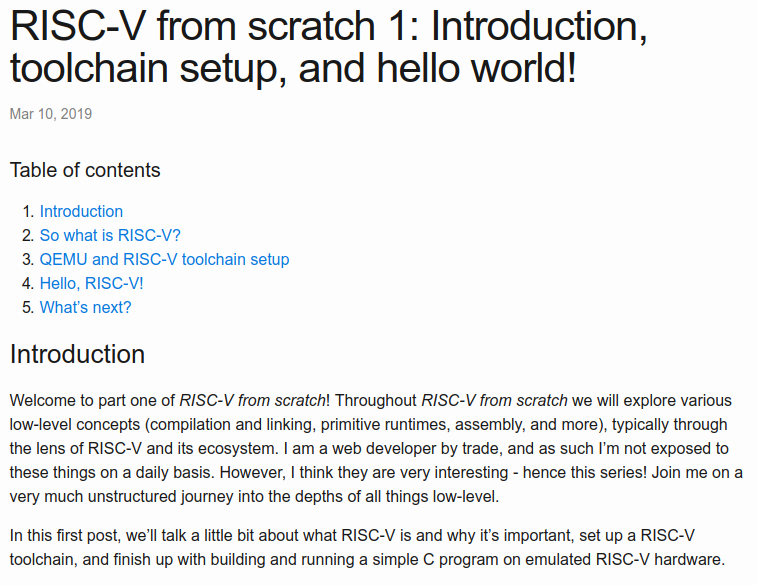 RISC-V from scratch 1: Introduction,
toolchain setup, and hello world!
Mar 10, 2019
Table of contents
1. Introduction
2. So what is RISC-V?
3. QEMU and RISC-V toolchain setup
4. Hello, RISC-V!
5. What's next?
Introduction
Welcome to part one of RISC-V from scratch! Throughout RISC-V from scratch we will explore various
low-level concepts (compilation and linking, primitive runtimes, assembly, and more), typically through
the lens of RISC-V and its ecosystem. I am a web developer by trade, and as such I'm not exposed to
these things on a daily basis. However, I think they are very interesting - hence this series! Join me on a
very much unstructured journey into the depths of all things low-level.
In this first post, we'll talk a little bit about what RISC-V is and why it's important, set up a RISC-V
toolchain, and finish up with building and running a simple C program on emulated RISC-V hardware.